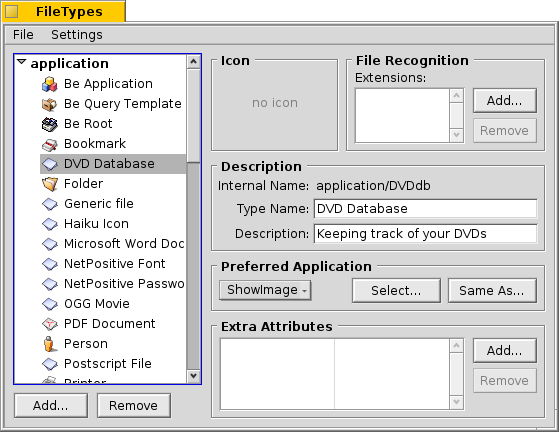 FileTypes
File Settings
application
Be Application
Be Query Template
Be Root
Bookmark
DVD Database
Folder
Generic file
Haiku Icon
Microsoft Word Doc
NetPositive Font
NetPositive Passwo
OGG Movie
PDF Document
Person
Postscript File
Printer
Add...
Remove
Icon
no icon
File Recognition
Extensions:
Add...
Remove
Description
Internal Name: application/DVDdb
Type Name: DVD Database
Description: Keeping track of your DVDs
Preferred Application
ShowImage
Select...
Same As...
Extra Attributes
Add...
Remove